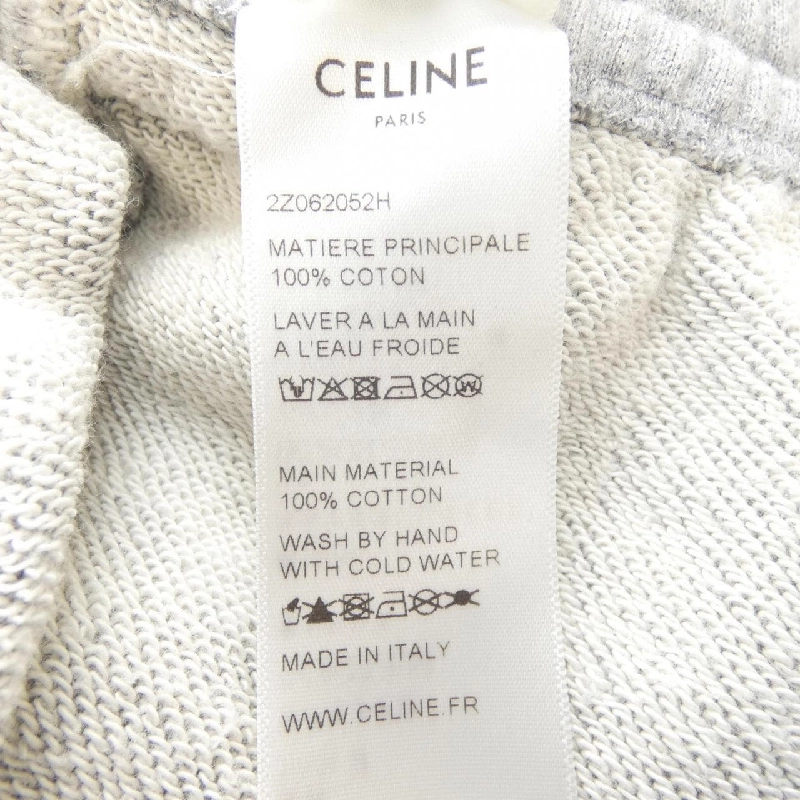 CELINE
PARIS
2Z062052H
MATIERE PRINCIPALE
100% COTON
LAVER A LA MAIN
A L'EAU FROIDE
MAIN MATERIAL
100% COTTON
WASH BY HAND
WITH COLD WATER
MADE IN ITALY
WWW.CELINE.FR